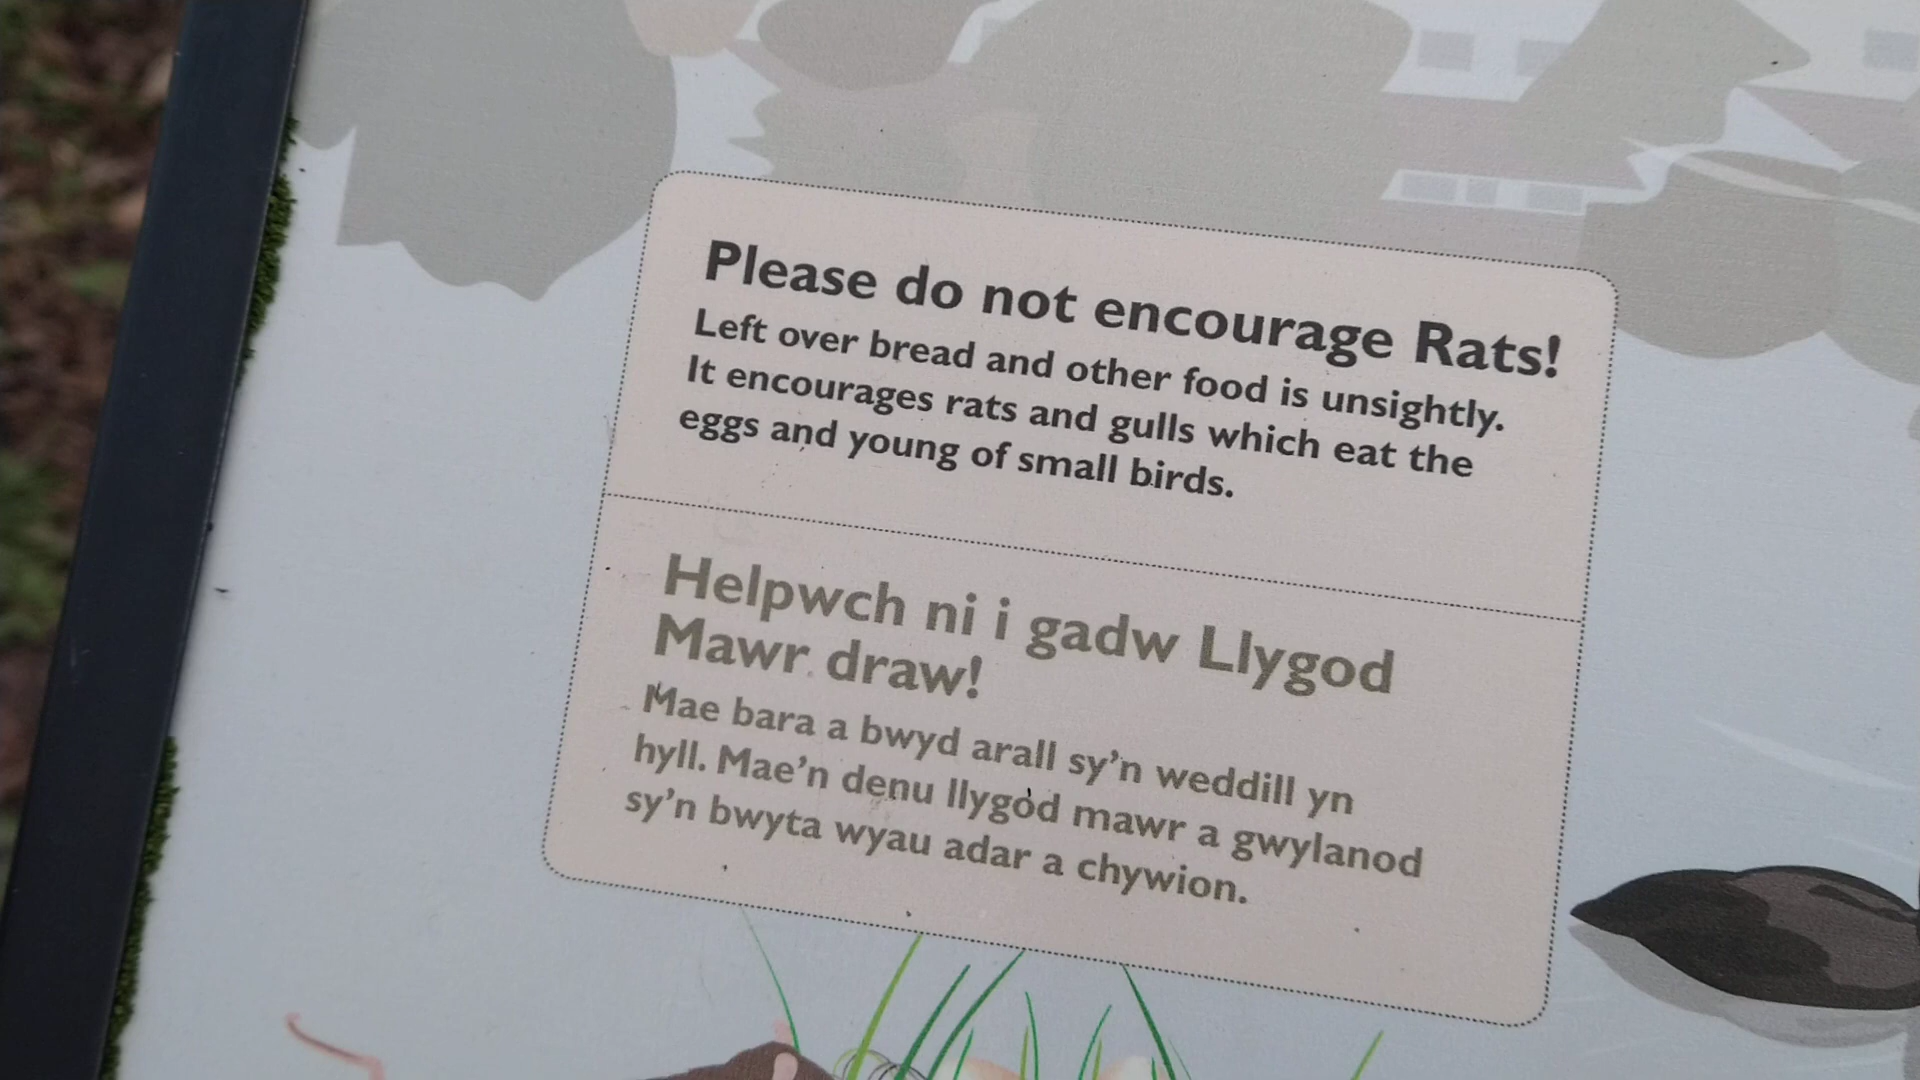 Please do not encourage Rats!
Left over bread and other food is unsightly.
It encourages rats and gulls which eat the
eggs and young of small birds.
Helpwch ni i gadw Llygod
Mawr draw!
Mae bara a bwyd arall sy'n weddill yn
hyll. Mae'n denu llygod mawr a gwylanod
sy'n bwyta wyau adar a chywion.